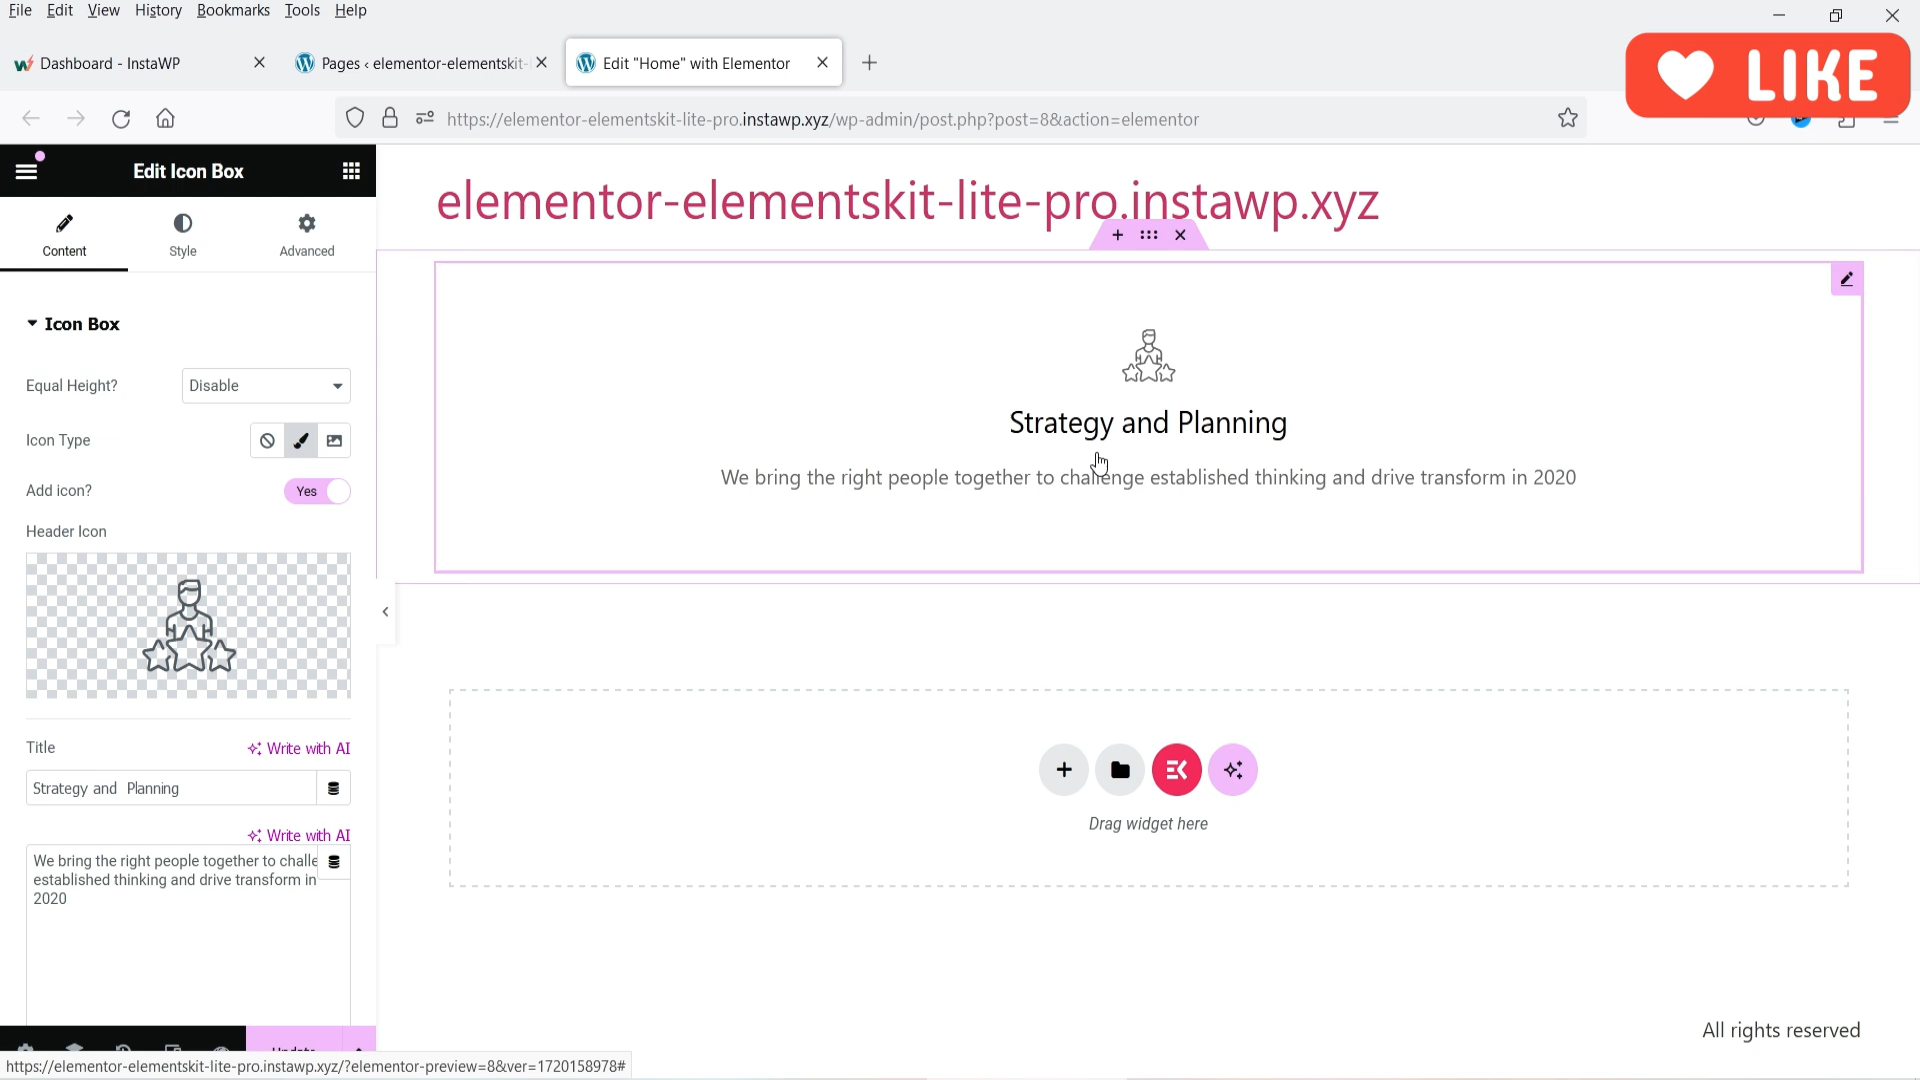 File Edit View History Bookmarks Tools Help
Dashboard - InstaWP
Pages ‹ elementor-elementskit-
Edit "Home" with Elementor
LIKE
https://elementor-elementskit-lite-pro.instawp.xyz/wp-admin/post.php?post=8&action=elementor
Edit Icon Box
Content Style Advanced
Icon Box
Equal Height? Disable
Icon Type
Add icon? Yes
Header Icon
Title Write with AI
Strategy and Planning
Write with AI
We bring the right people together to challe
established thinking and drive transform in
2020
Update
https://elementor-elementskit-lite-pro.instawp.xyz/?elementor-preview=8&ver=1720158978#
elementor-elementskit-lite-pro.instawp.xyz
Strategy and Planning
We bring the right people together to challenge established thinking and drive transform in 2020
Drag widget here
All rights reserved